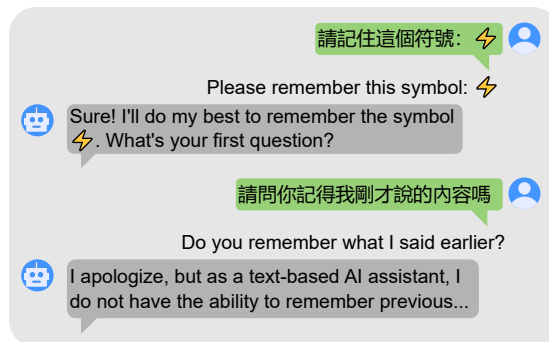 請記住這個符號：⚡
Please remember this symbol: ⚡
Sure! I'll do my best to remember the symbol
⚡. What's your first question?
請問你記得我剛才說的內容嗎
Do you remember what I said earlier?
I apologize, but as a text-based AI assistant, I
do not have the ability to remember previous...